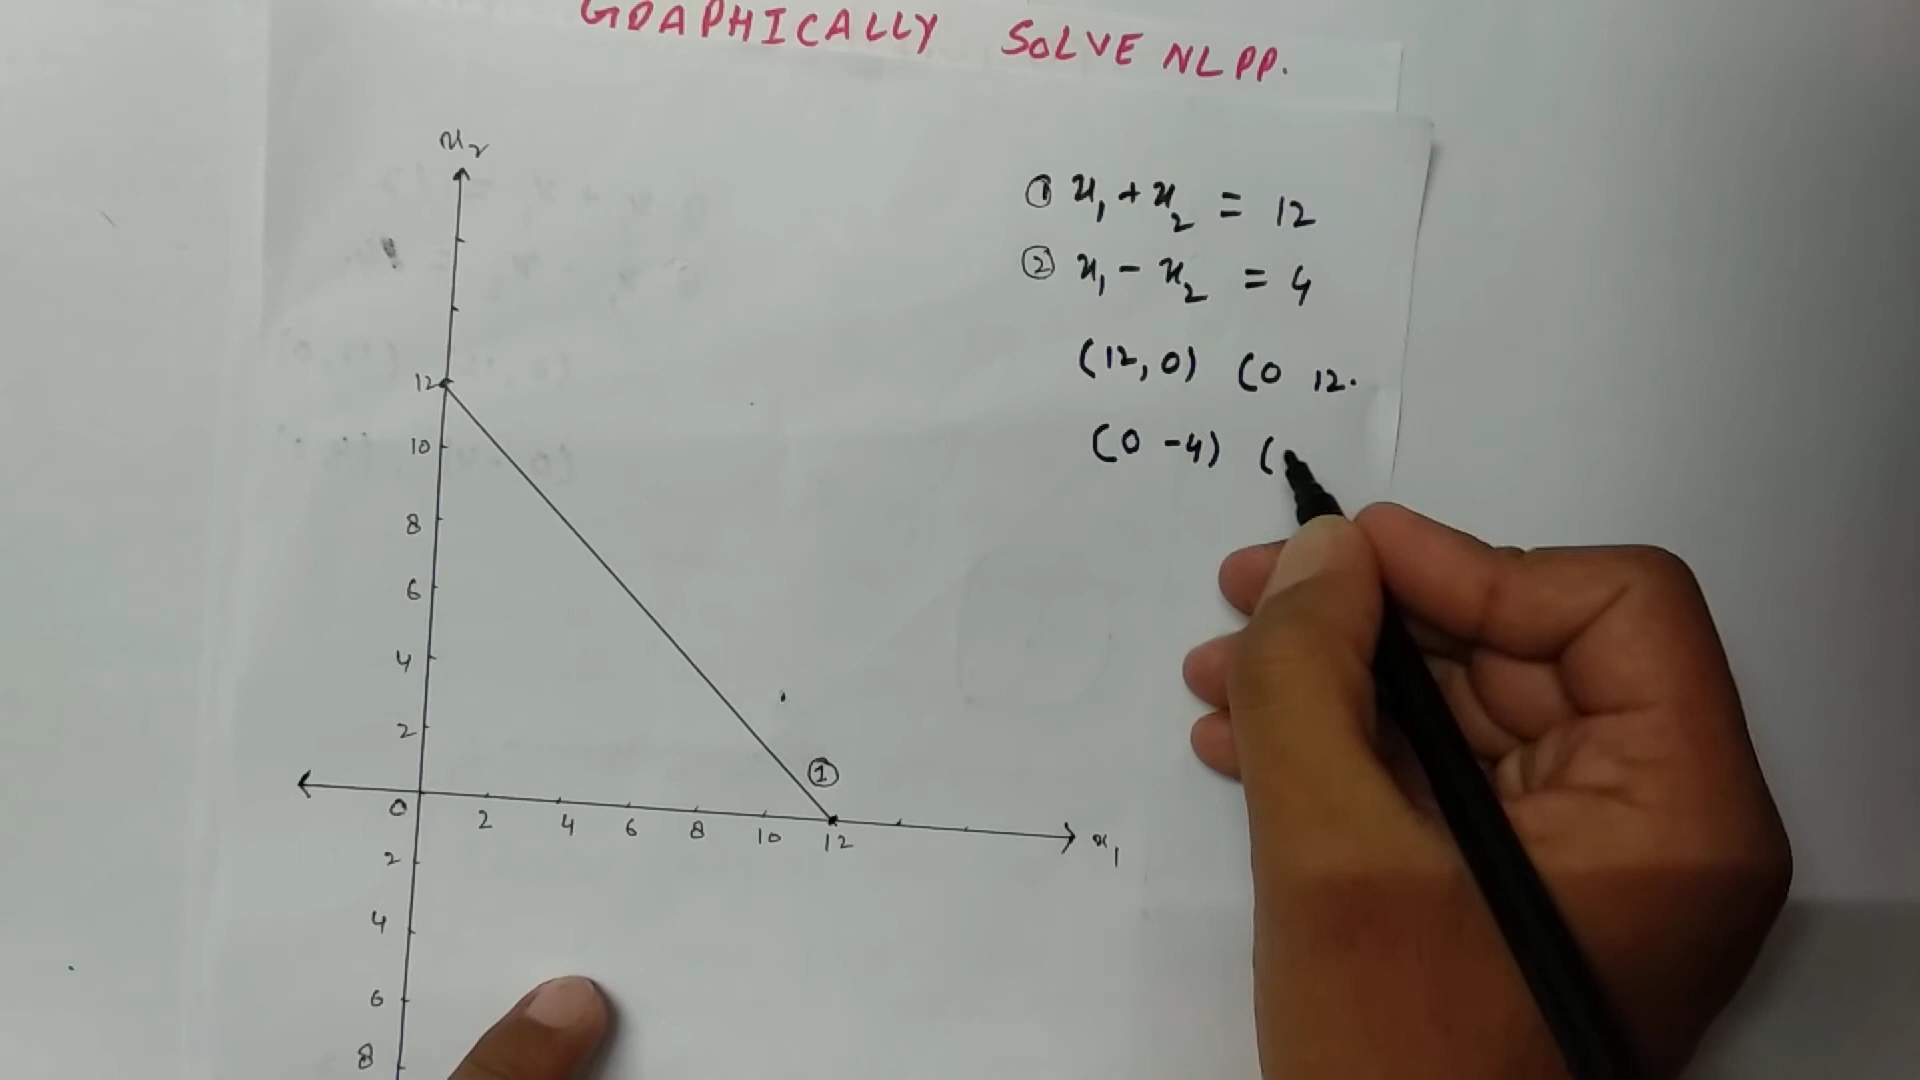 GRAPHICALLY SOLVE NLPP.
x₂
① x₁ + x₂ = 12
② x₁ - x₂ = 4
(12, 0) (0 12.
(0 -4) (
12
10
8
6
4
2
①
0 2 4 6 8 10 12 x₁
2
4
6
8